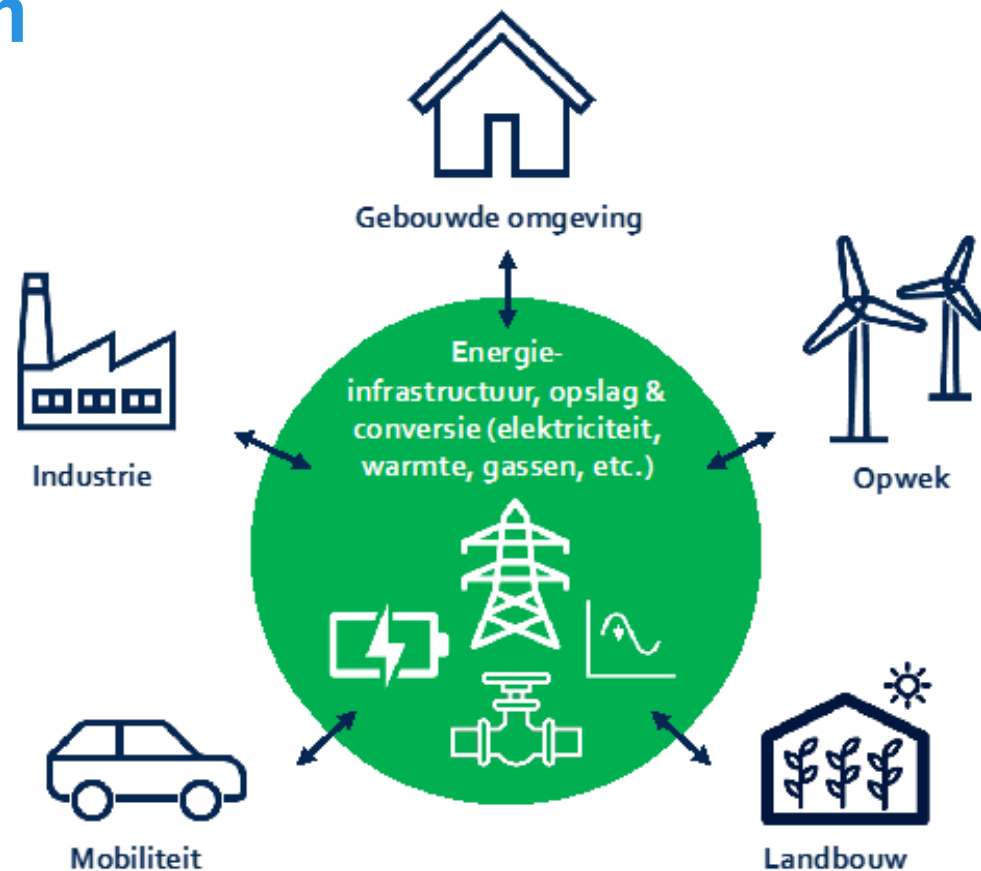 Gebouwde omgeving
Energie-
infrastructuur, opslag &
conversie (elektriciteit,
warmte, gassen, etc.)
Industrie
Opwek
Mobiliteit
Landbouw